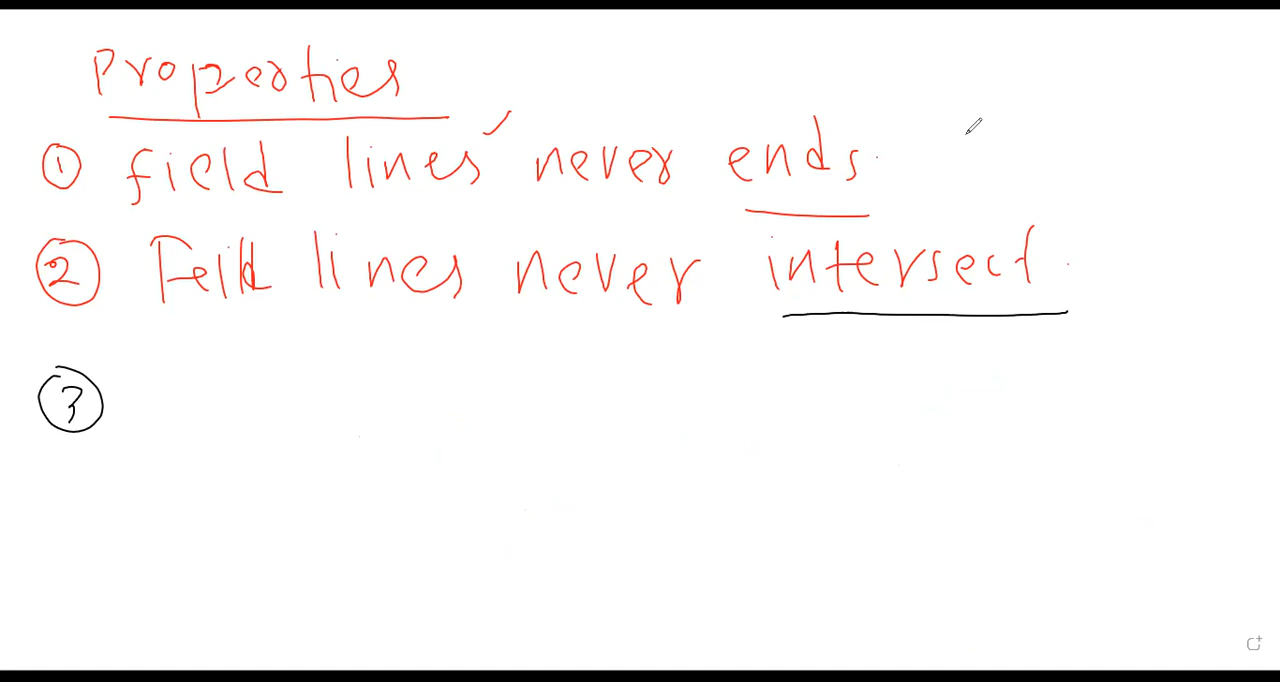 Properties
① field lines never ends.
② Feild lines never intersect.
③